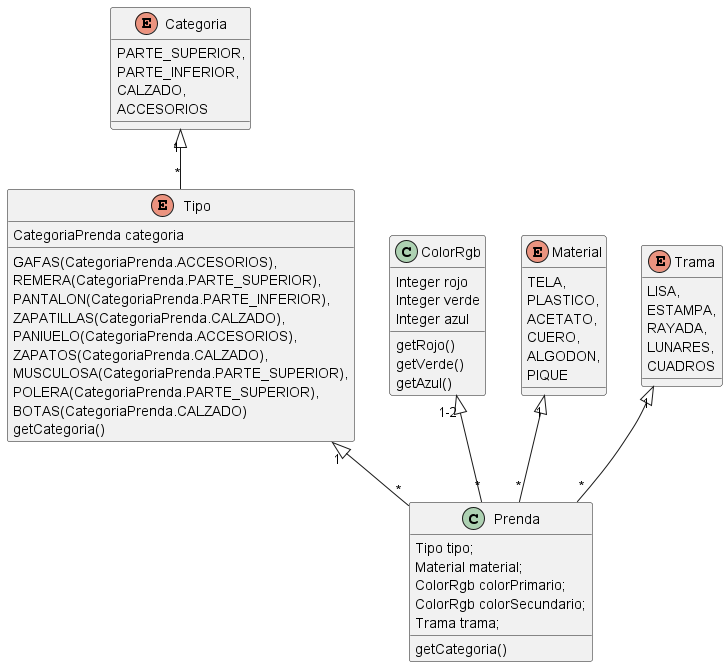 E Categoria
PARTE_SUPERIOR,
PARTE_INFERIOR,
CALZADO,
ACCESORIOS
1
*
E Tipo
CategoriaPrenda categoria
GAFAS(CategoriaPrenda.ACCESORIOS),
REMERA(CategoriaPrenda.PARTE_SUPERIOR),
PANTALON(CategoriaPrenda.PARTE_INFERIOR),
ZAPATILLAS(CategoriaPrenda.CALZADO),
PANIUELO(CategoriaPrenda.ACCESORIOS),
ZAPATOS(CategoriaPrenda.CALZADO),
MUSCULOSA(CategoriaPrenda.PARTE_SUPERIOR),
POLERA(CategoriaPrenda.PARTE_SUPERIOR),
BOTAS(CategoriaPrenda.CALZADO)
getCategoria()
C ColorRgb
Integer rojo
Integer verde
Integer azul
getRojo()
getVerde()
getAzul()
E Material
TELA,
PLASTICO,
ACETATO,
CUERO,
ALGODON,
PIQUE
E Trama
LISA,
ESTAMPA,
RAYADA,
LUNARES,
CUADROS
1
*
1-2
*
1
*
1
*
C Prenda
Tipo tipo;
Material material;
ColorRgb colorPrimario;
ColorRgb colorSecundario;
Trama trama;
getCategoria()